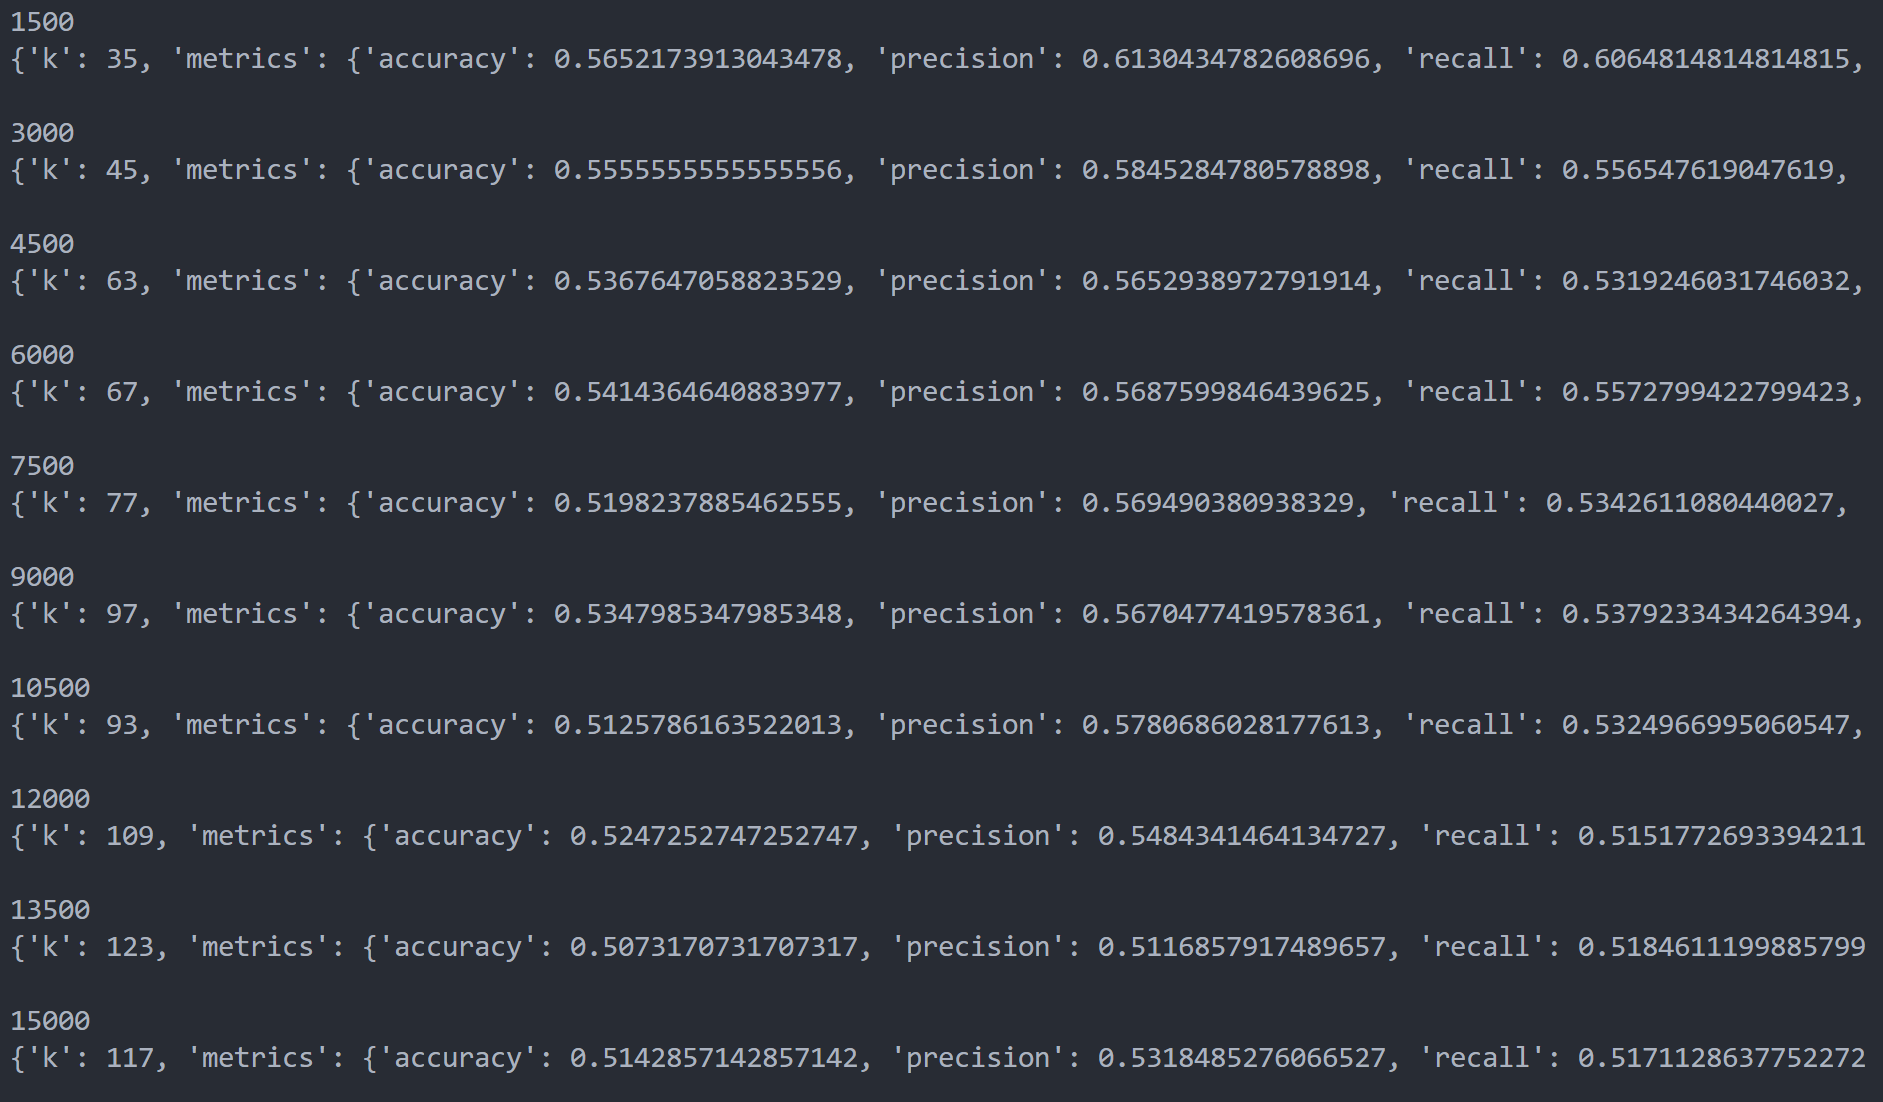 1500
{'k': 35, 'metrics': {'accuracy': 0.5652173913043478, 'precision': 0.6130434782608696, 'recall': 0.6064814814814815,
3000
{'k': 45, 'metrics': {'accuracy': 0.5555555555555556, 'precision': 0.5845284780578898, 'recall': 0.556547619047619,
4500
{'k': 63, 'metrics': {'accuracy': 0.5367647058823529, 'precision': 0.5652938972791914, 'recall': 0.5319246031746032,
6000
{'k': 67, 'metrics': {'accuracy': 0.5414364640883977, 'precision': 0.5687599846439625, 'recall': 0.5572799422799423,
7500
{'k': 77, 'metrics': {'accuracy': 0.5198237885462555, 'precision': 0.569490380938329, 'recall': 0.5342611080440027,
9000
{'k': 97, 'metrics': {'accuracy': 0.5347985347985348, 'precision': 0.5670477419578361, 'recall': 0.5379233434264394,
10500
{'k': 93, 'metrics': {'accuracy': 0.5125786163522013, 'precision': 0.5780686028177613, 'recall': 0.5324966995060547,
12000
{'k': 109, 'metrics': {'accuracy': 0.5247252747252747, 'precision': 0.5484341464134727, 'recall': 0.5151772693394211
13500
{'k': 123, 'metrics': {'accuracy': 0.5073170731707317, 'precision': 0.5116857917489657, 'recall': 0.5184611199885799
15000
{'k': 117, 'metrics': {'accuracy': 0.5142857142857142, 'precision': 0.5318485276066527, 'recall': 0.5171128637752272